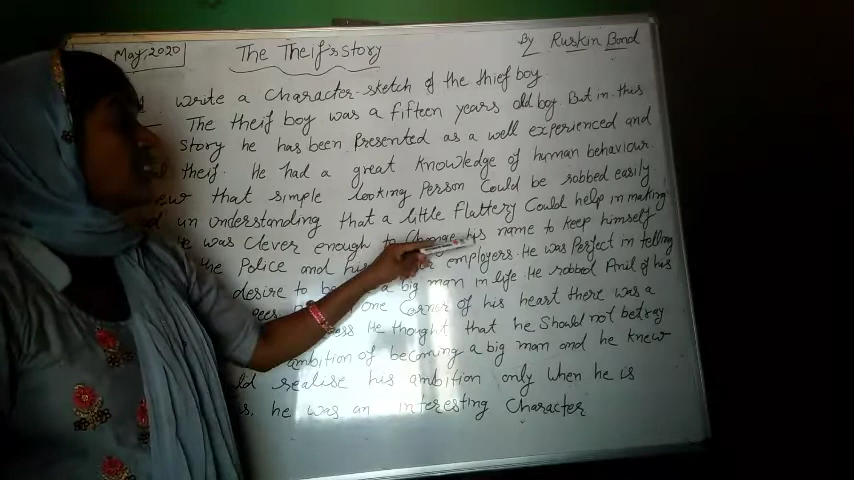 May, 2020
The Theif's story
By Ruskin Bond
write a character-sketch of the thief boy.
The theif boy was a fifteen years old boy. But in this
story he has been presented as a well experienced and
theif. He had a great knowledge of human behaviour.
that simple looking Person Could be robbed easily
un understanding that a little flattery Could help in making
He was clever enough to Change his name to keep himself
the Police and his employers. He was Perfect in telling
desire to a big man in life. He robbed Anil of his
one Corner of his heart there was a
He thought that he Should not betray
ambition of becoming a big man and he knew
realise his ambition only when he is
he was an interesting Character